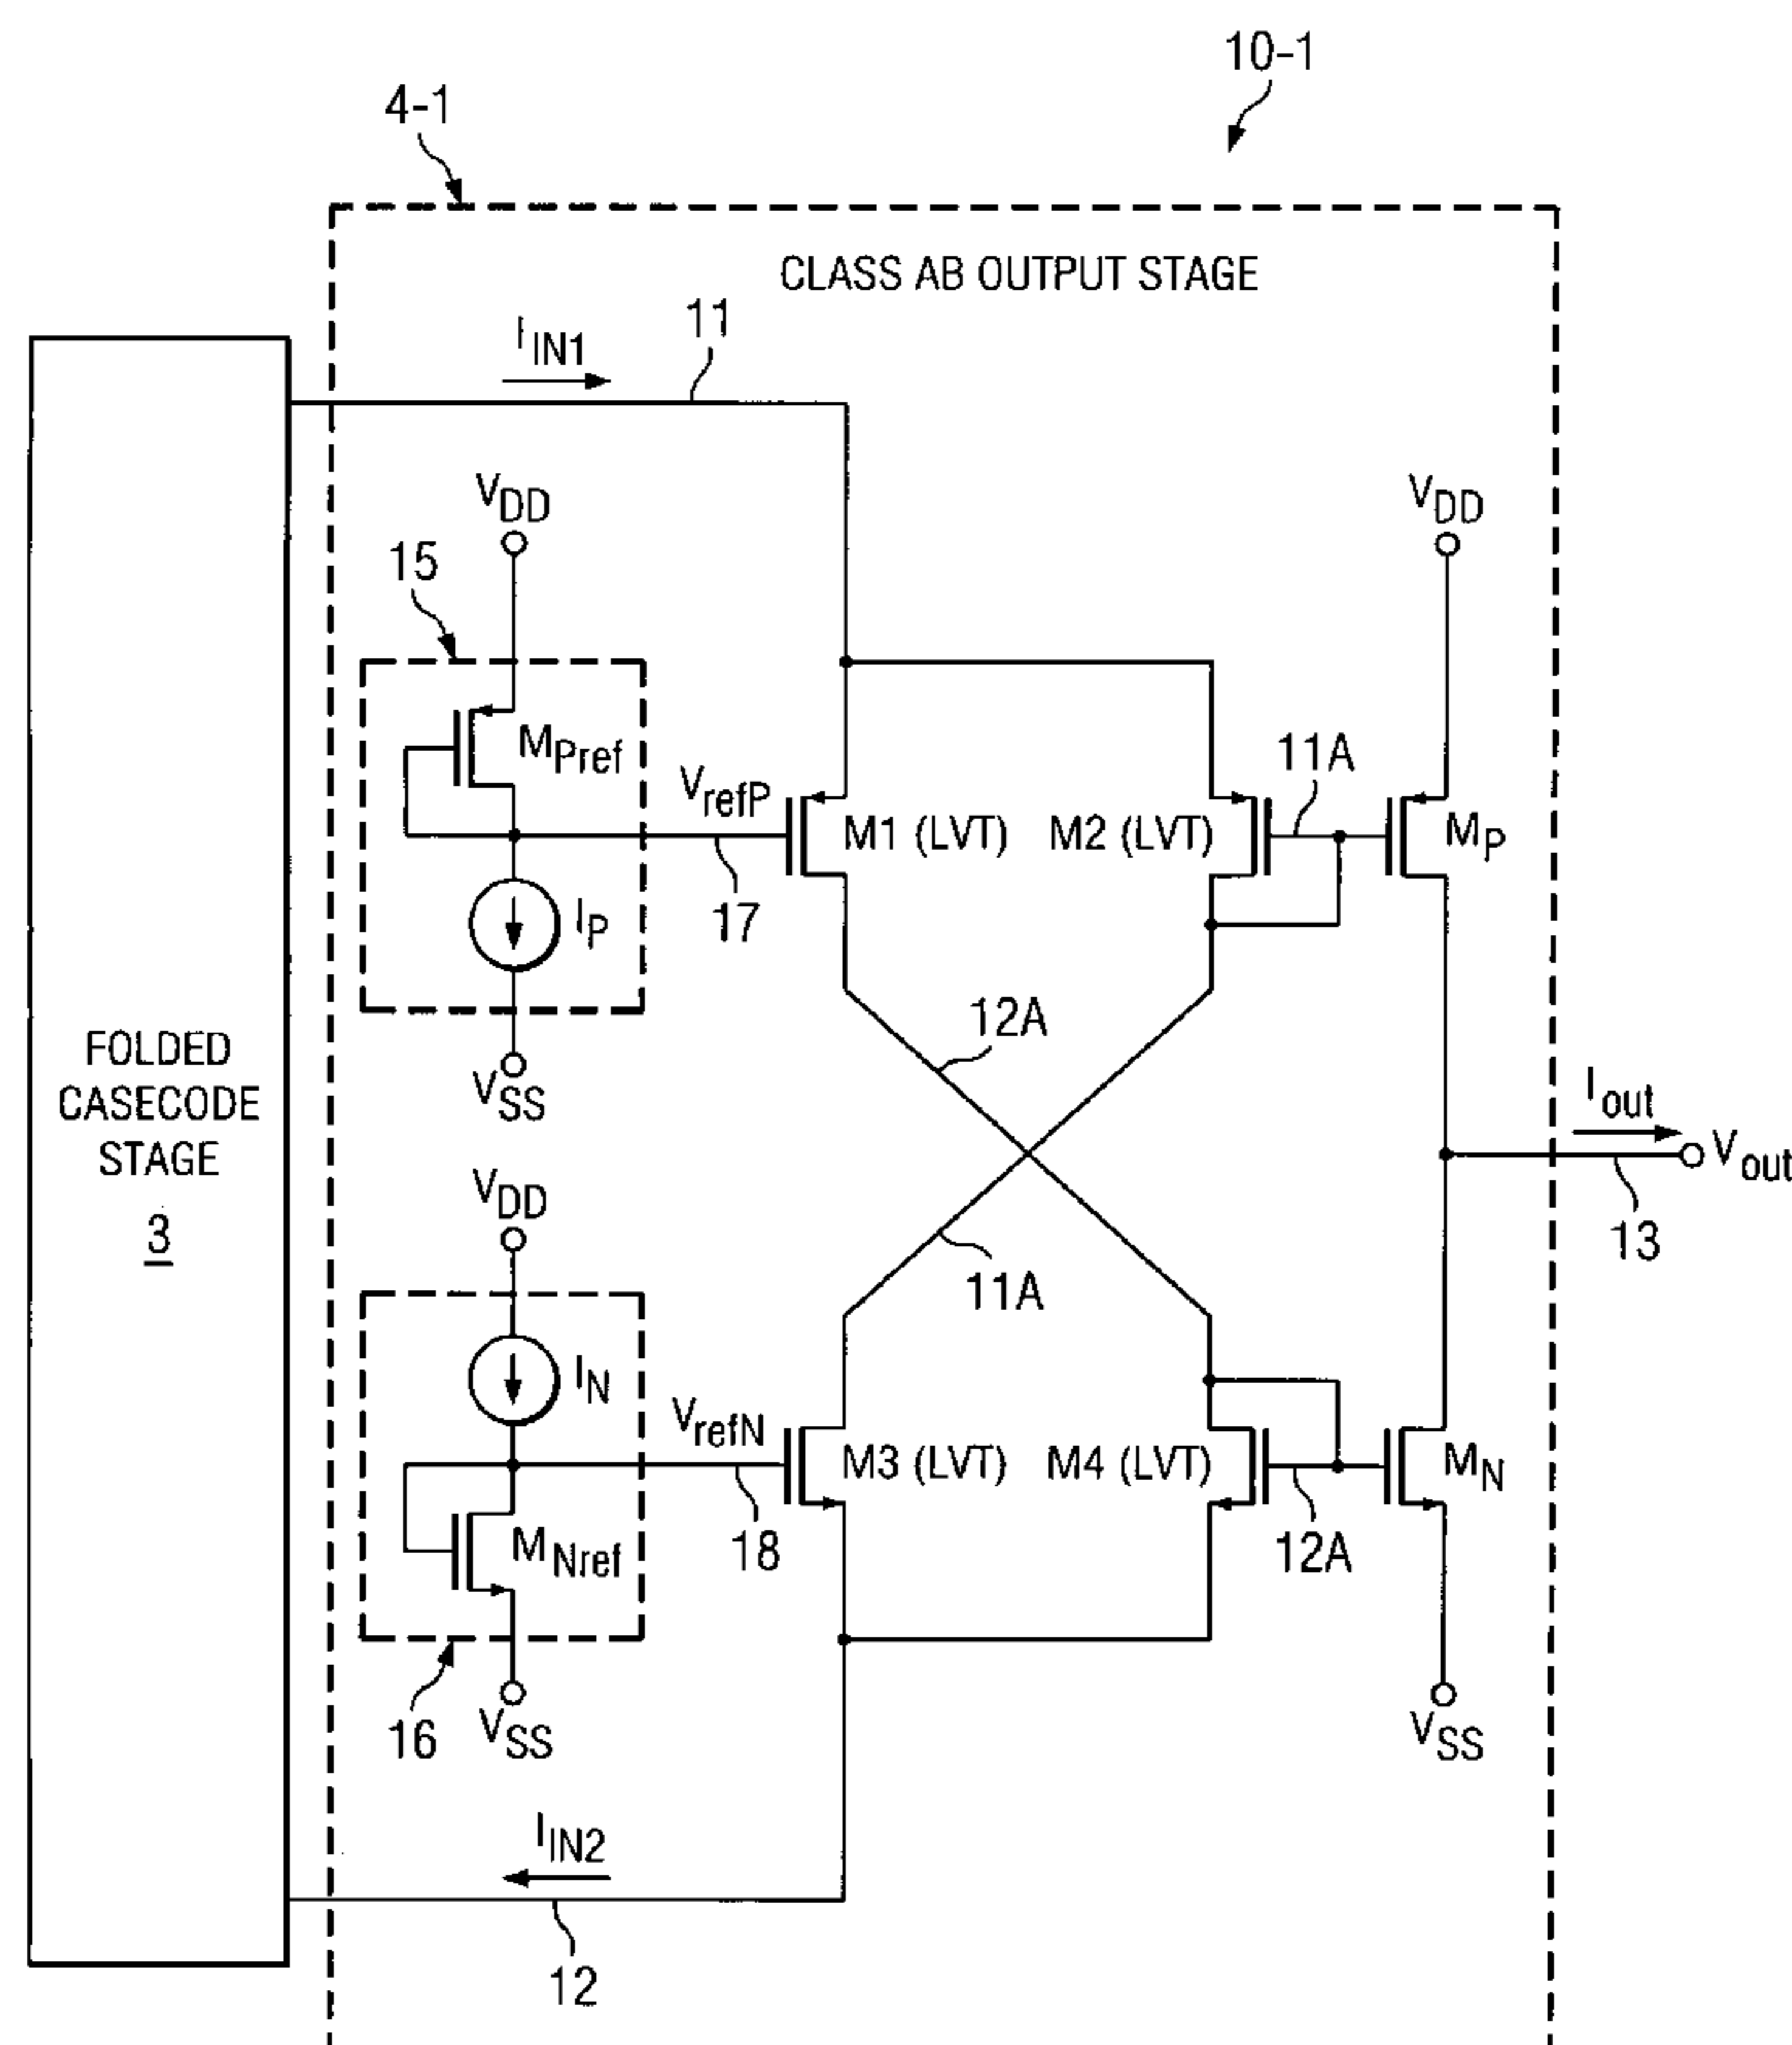 10-1
4-1
CLASS AB OUTPUT STAGE
11
IIN1
VDD
VDD
15
MPref
VrefP
11A
M1 (LVT)
M2 (LVT)
MP
IP
17
12A
VSS
FOLDED
CASECODE
STAGE
3
Iout
Vout
VDD
13
11A
IN
VrefN
M3 (LVT)
M4 (LVT)
MN
MNref
18
12A
16
VSS
VSS
IIN2
12